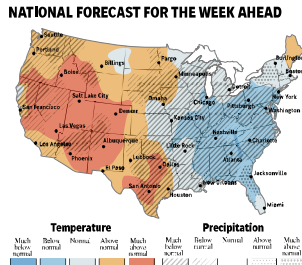 NATIONAL FORECAST FOR THE WEEK AHEAD
Seattle
Portland
Billings
Fargo
Minneapolis
Burlington
Boston
Boise
Detroit
New York
Salt Lake City
Omaha
Chicago
Pittsburgh
Washington
San Francisco
Denver
Kansas City
Las Vegas
Nashville
Charlotte
Los Angeles
Albuquerque
Little Rock
Atlanta
Phoenix
Lubbock
Dallas
El Paso
Jacksonville
San Antonio
New Orleans
Houston
Miami
Temperature Precipitation
Much below normal Below normal Normal Above normal Much above normal Much below normal Below normal Normal Above normal Much above normal